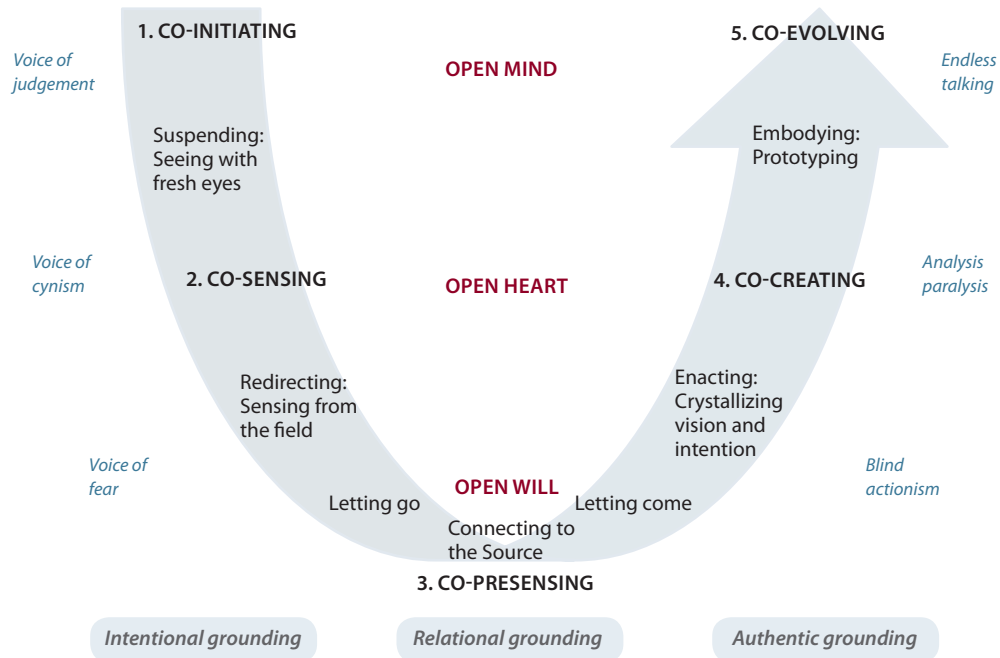 1. CO-INITIATING
5. CO-EVOLVING
Voice of
judgement
OPEN MIND
Endless
talking
Suspending:
Seeing with
fresh eyes
Embodying:
Prototyping
Voice of
cynism
2. CO-SENSING
OPEN HEART
4. CO-CREATING
Analysis
paralysis
Redirecting:
Sensing from
the field
Enacting:
Crystallizing
vision and
intention
Voice of
fear
OPEN WILL
Blind
actionism
Letting go
Letting come
Connecting to
the Source
3. CO-PRESENSING
Intentional grounding
Relational grounding
Authentic grounding